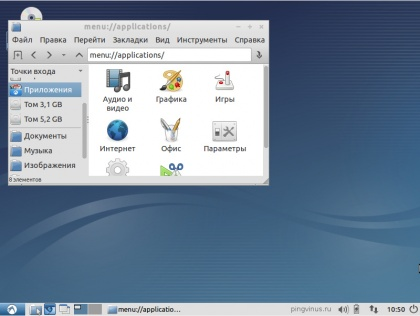 menu://applications/
Файл Правка Перейти Закладки Вид Инструменты Справка
menu://applications/
Точки входа
Приложения
Том 3,1 GB
Том 5,2 GB
Документы
Музыка
Изображения
Аудио и
видео
Графика
Игры
Интернет
Офис
Параметры
8 элементов
menu://applicatio...
pingvinus.ru
10:50